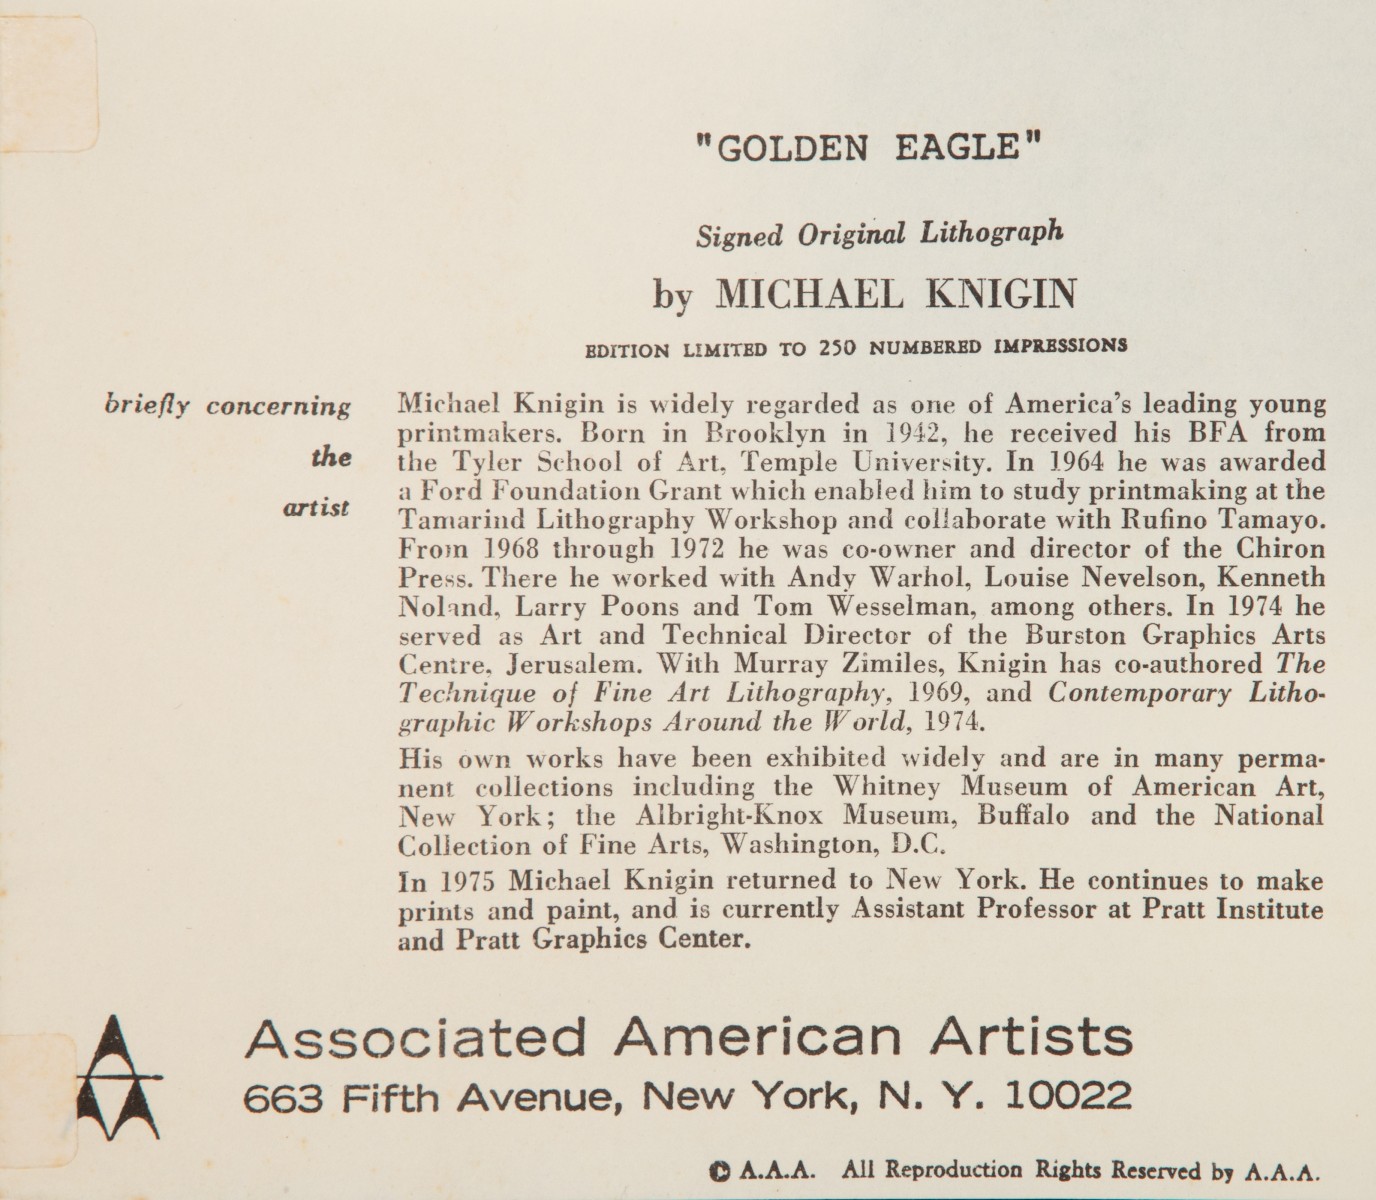 "GOLDEN EAGLE"
Signed Original Lithograph
by MICHAEL KNIGIN
EDITION LIMITED TO 250 NUMBERED IMPRESSIONS
briefly concerning
the
artist
Michael Knigin is widely regarded as one of America's leading young
printmakers. Born in Brooklyn in 1942, he received his BFA from
the Tyler School of Art, Temple University. In 1964 he was awarded
a Ford Foundation Grant which enabled him to study printmaking at the
Tamarind Lithography Workshop and collaborate with Rufino Tamayo.
From 1968 through 1972 he was co-owner and director of the Chiron
Press. There he worked with Andy Warhol, Louise Nevelson, Kenneth
Noland, Larry Poons and Tom Wesselman, among others. In 1974 he
served as Art and Technical Director of the Burston Graphics Arts
Centre, Jerusalem. With Murray Zimiles, Knigin has co-authored The
Technique of Fine Art Lithography, 1969, and Contemporary Litho-
graphic Workshops Around the World, 1974.
His own works have been exhibited widely and are in many perma-
nent collections including the Whitney Museum of American Art,
New York; the Albright-Knox Museum, Buffalo and the National
Collection of Fine Arts, Washington, D.C.
In 1975 Michael Knigin returned to New York. He continues to make
prints and paint, and is currently Assistant Professor at Pratt Institute
and Pratt Graphics Center.
Associated American Artists
663 Fifth Avenue, New York, N. Y. 10022
© A.A.A. All Reproduction Rights Reserved by A.A.A.